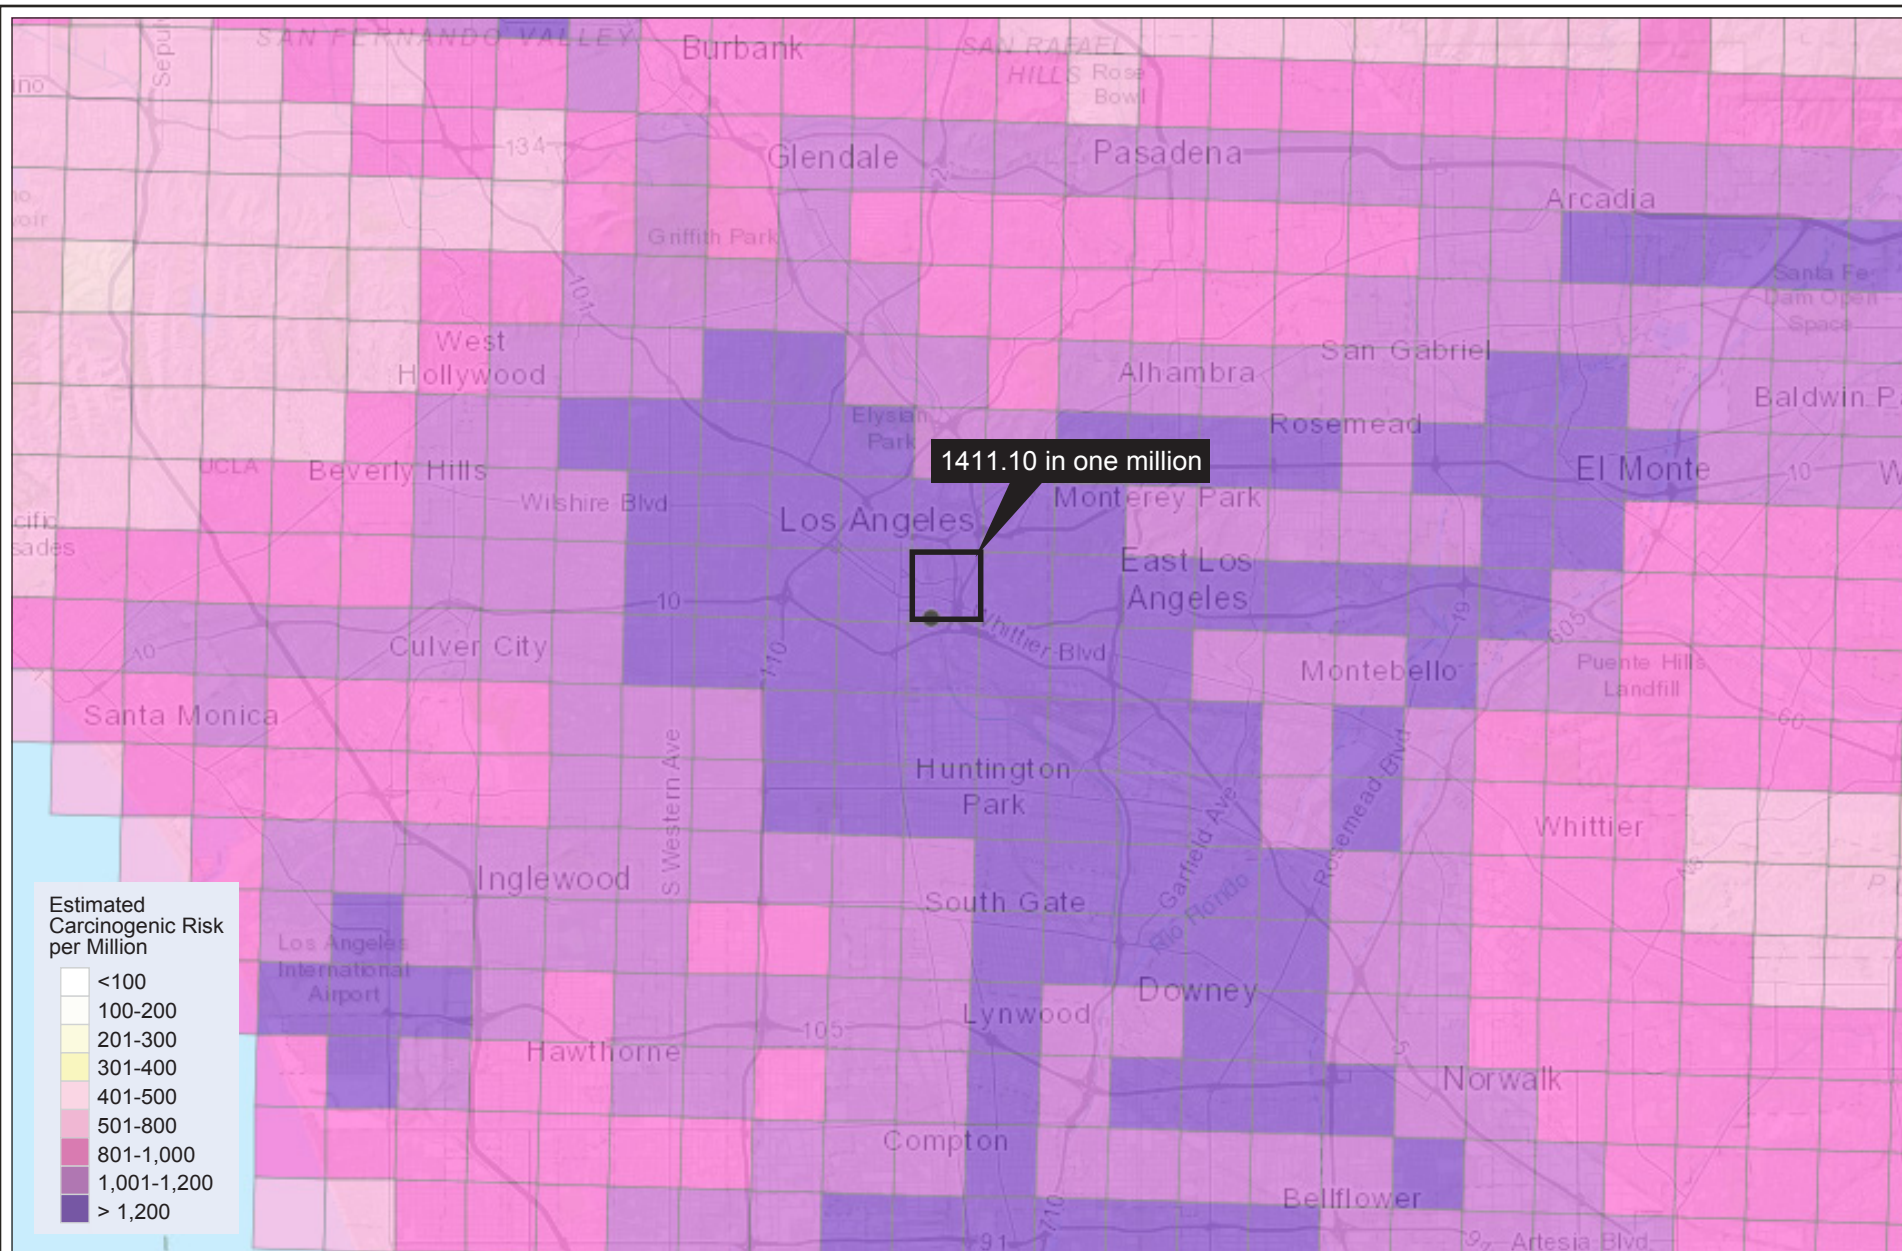 SAN FERNANDO VALLEY
Burbank
SAN RAFAEL
HILLS
Rose
Bowl
134
Glendale
2
Pasadena
Arcadia
Griffith Park
101
Santa Fe
Dam Open
Space
West
Hollywood
San Gabriel
Alhambra
Baldwin
Elysian
Park
Rosemead
1411.10 in one million
UCLA
Beverly Hills
El Monte
10
Wilshire Blvd
Monterey Park
Los Angeles
East Los
Angeles
10
19
605
Whittier Blvd
10
Culver City
110
Montebello
Puente Hills
Landfill
Santa Monica
60
S Western Ave
Rosemead Blvd
Huntington
Park
Garfield Ave
Whittier
Inglewood
South Gate
Rio Hondo
Los Angeles
International
Airport
Downey
Lynwood
105
Hawthorne
5
Norwalk
Compton
Bellflower
710
91
Artesia Blvd
Estimated
Carcinogenic Risk
per Million
<100
100-200
201-300
301-400
401-500
501-800
801-1,000
1,001-1,200
> 1,200